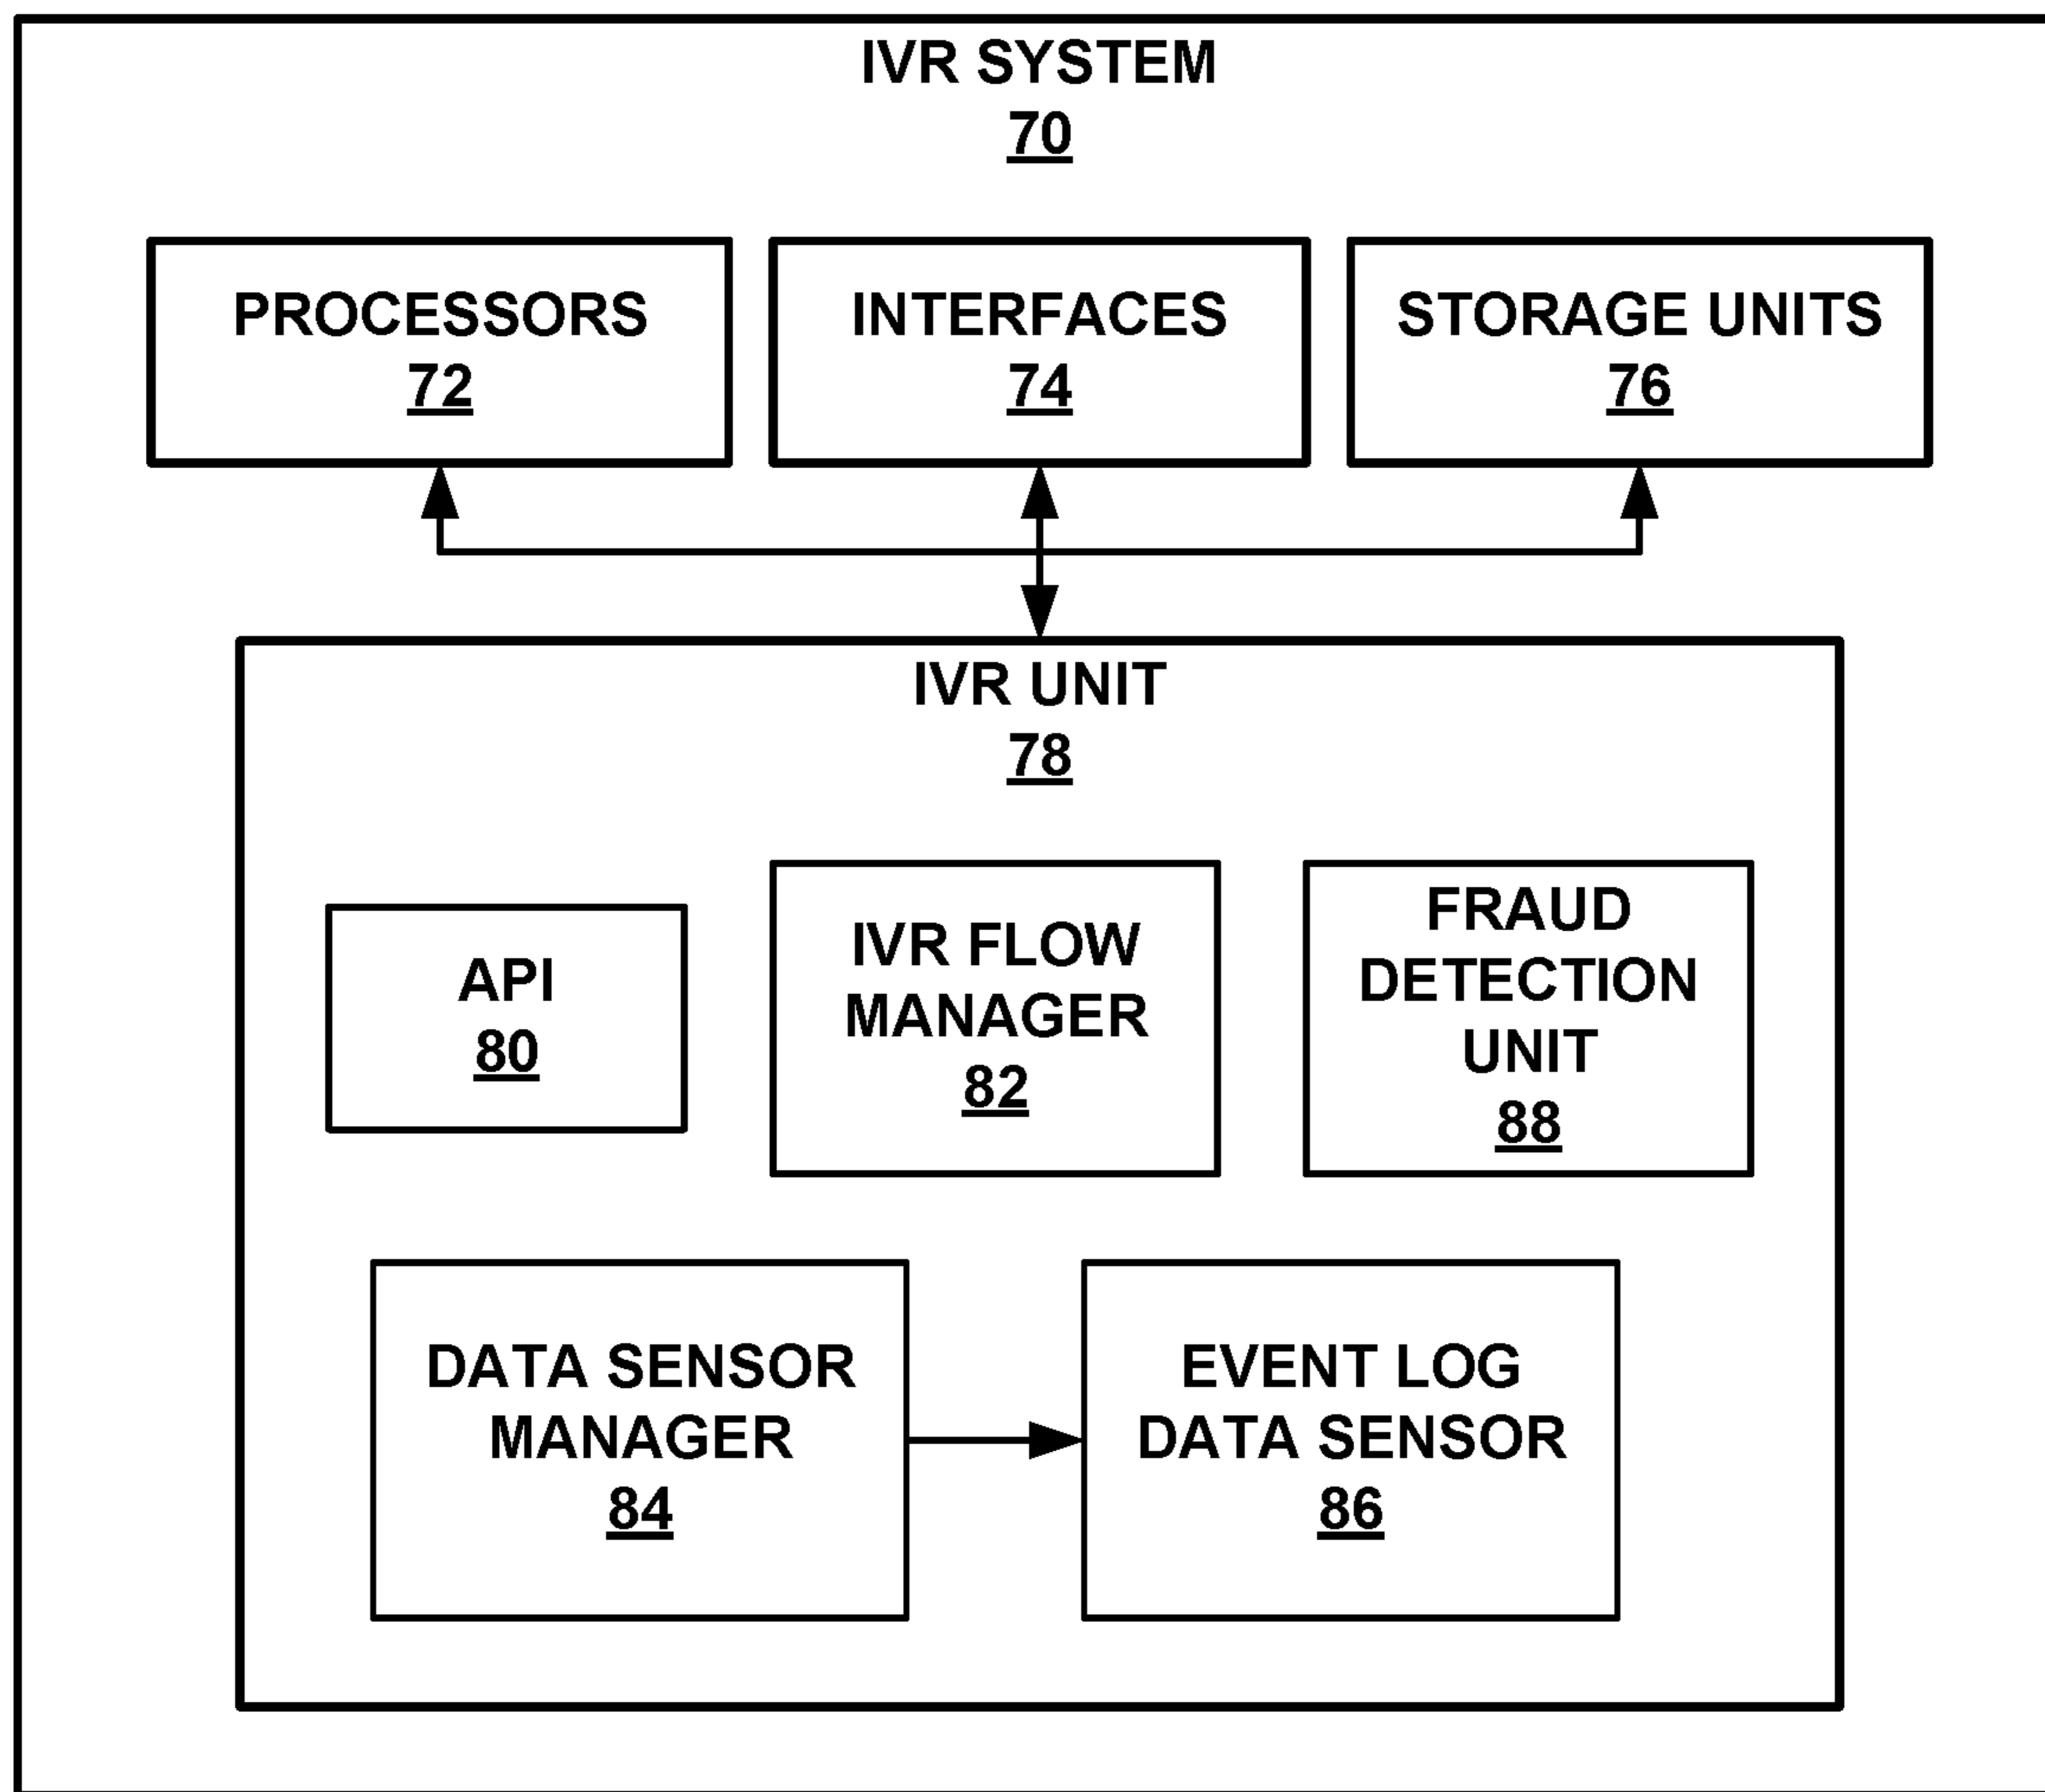 IVR SYSTEM
70
PROCESSORS
72
INTERFACES
74
STORAGE UNITS
76
IVR UNIT
78
API
80
IVR FLOW
MANAGER
82
FRAUD
DETECTION
UNIT
88
DATA SENSOR
MANAGER
84
EVENT LOG
DATA SENSOR
86